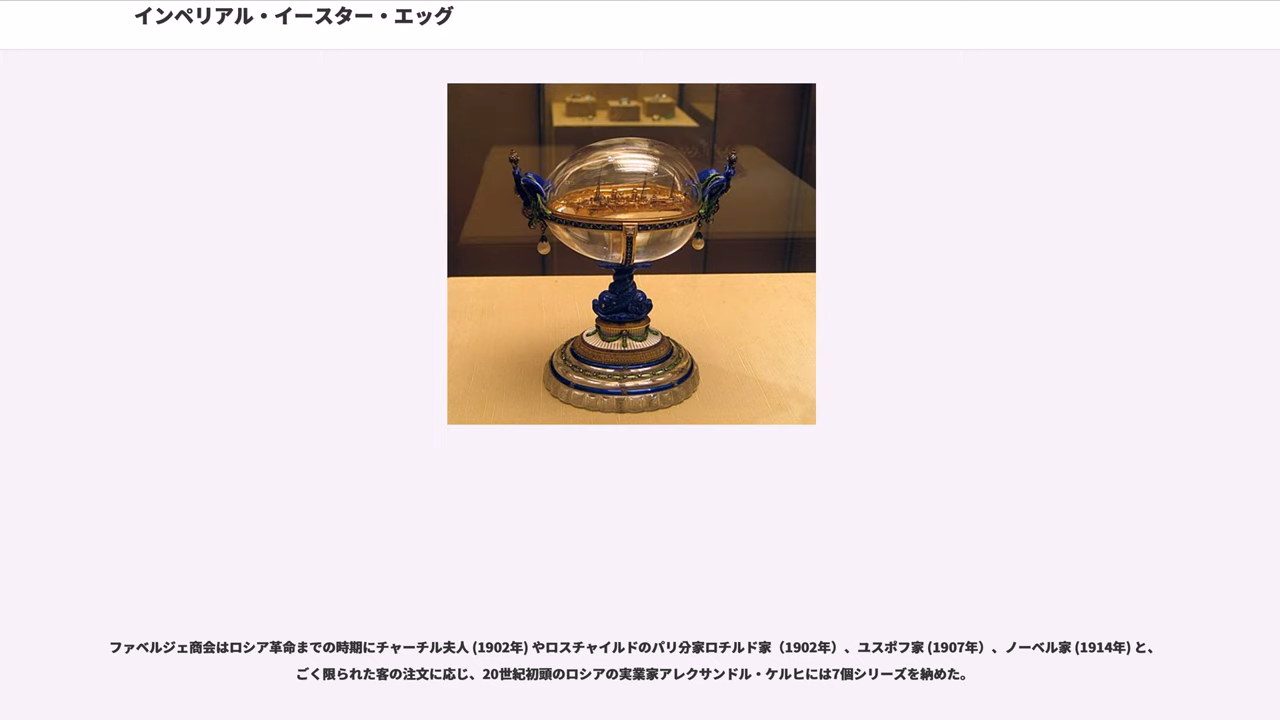 インペリアル・イースター・エッグ
ファベルジェ商会はロシア革命までの時期にチャーチル夫人 (1902年) やロスチャイルドのパリ分家ロチルド家（1902年）、ユスポフ家 (1907年) 、ノーベル家 (1914年) と、
ごく限られた客の注文に応じ、20世紀初頭のロシアの実業家アレクサンドル・ケルヒには7個シリーズを納めた。